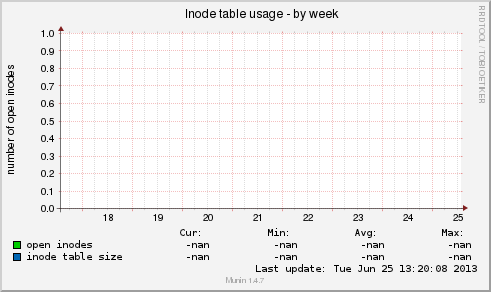 Inode table usage - by week
RRDTOOL / TOBI OETIKER
number of open inodes
1.0
0.9
0.8
0.7
0.6
0.5
0.4
0.3
0.2
0.1
0.0
18 19 20 21 22 23 24 25
Cur: Min: Avg: Max:
open inodes -nan -nan -nan -nan
inode table size -nan -nan -nan -nan
Last update: Tue Jun 25 13:20:08 2013
Munin 1.4.7